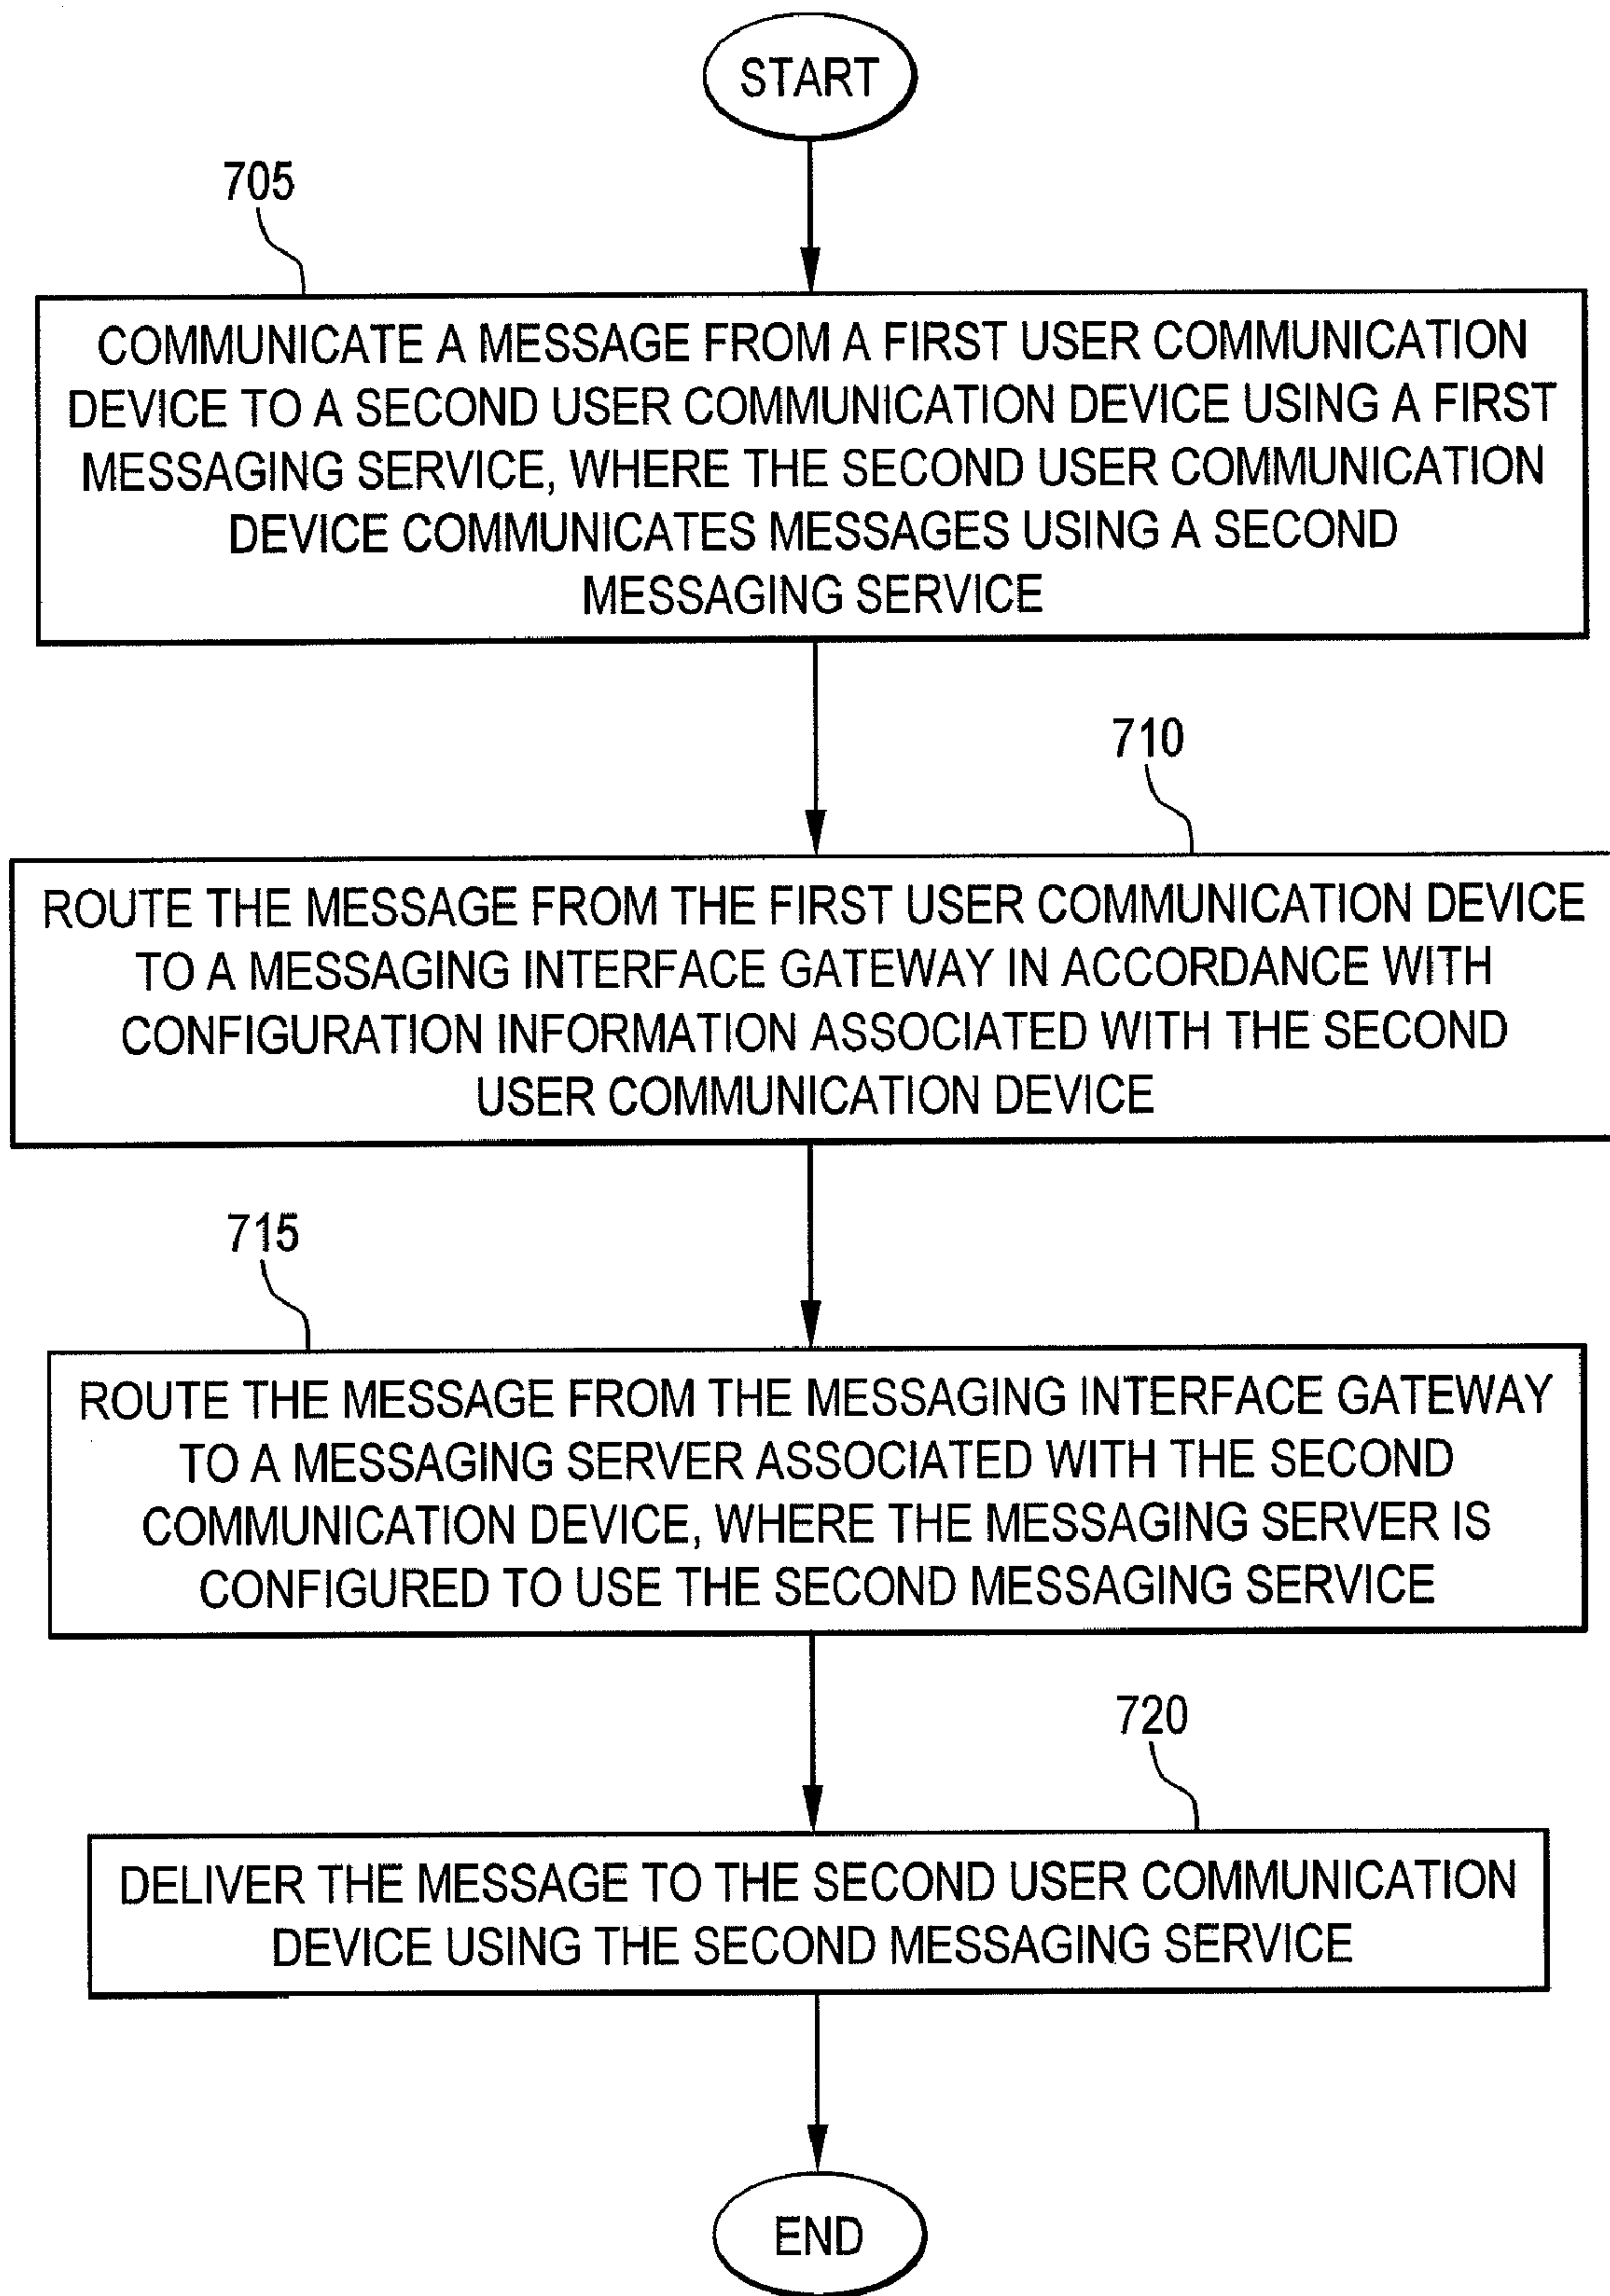 START
705
COMMUNICATE A MESSAGE FROM A FIRST USER COMMUNICATION
DEVICE TO A SECOND USER COMMUNICATION DEVICE USING A FIRST
MESSAGING SERVICE, WHERE THE SECOND USER COMMUNICATION
DEVICE COMMUNICATES MESSAGES USING A SECOND
MESSAGING SERVICE
710
ROUTE THE MESSAGE FROM THE FIRST USER COMMUNICATION DEVICE
TO A MESSAGING INTERFACE GATEWAY IN ACCORDANCE WITH
CONFIGURATION INFORMATION ASSOCIATED WITH THE SECOND
USER COMMUNICATION DEVICE
715
ROUTE THE MESSAGE FROM THE MESSAGING INTERFACE GATEWAY
TO A MESSAGING SERVER ASSOCIATED WITH THE SECOND
COMMUNICATION DEVICE, WHERE THE MESSAGING SERVER IS
CONFIGURED TO USE THE SECOND MESSAGING SERVICE
720
DELIVER THE MESSAGE TO THE SECOND USER COMMUNICATION
DEVICE USING THE SECOND MESSAGING SERVICE
END